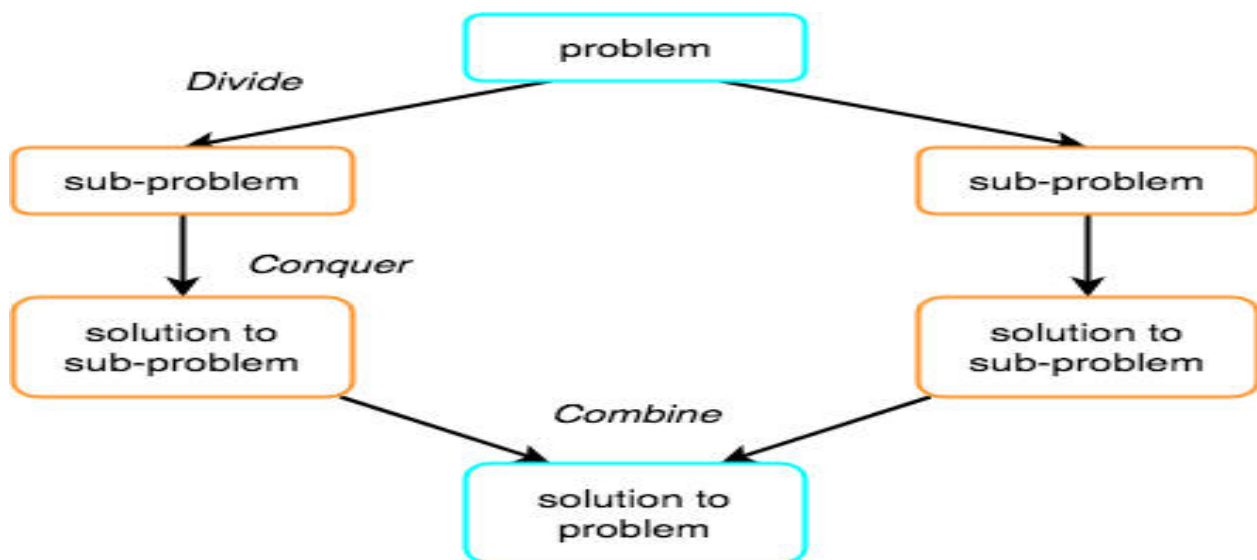 problem
Divide
sub-problem
sub-problem
Conquer
solution to
sub-problem
solution to
sub-problem
Combine
solution to
problem